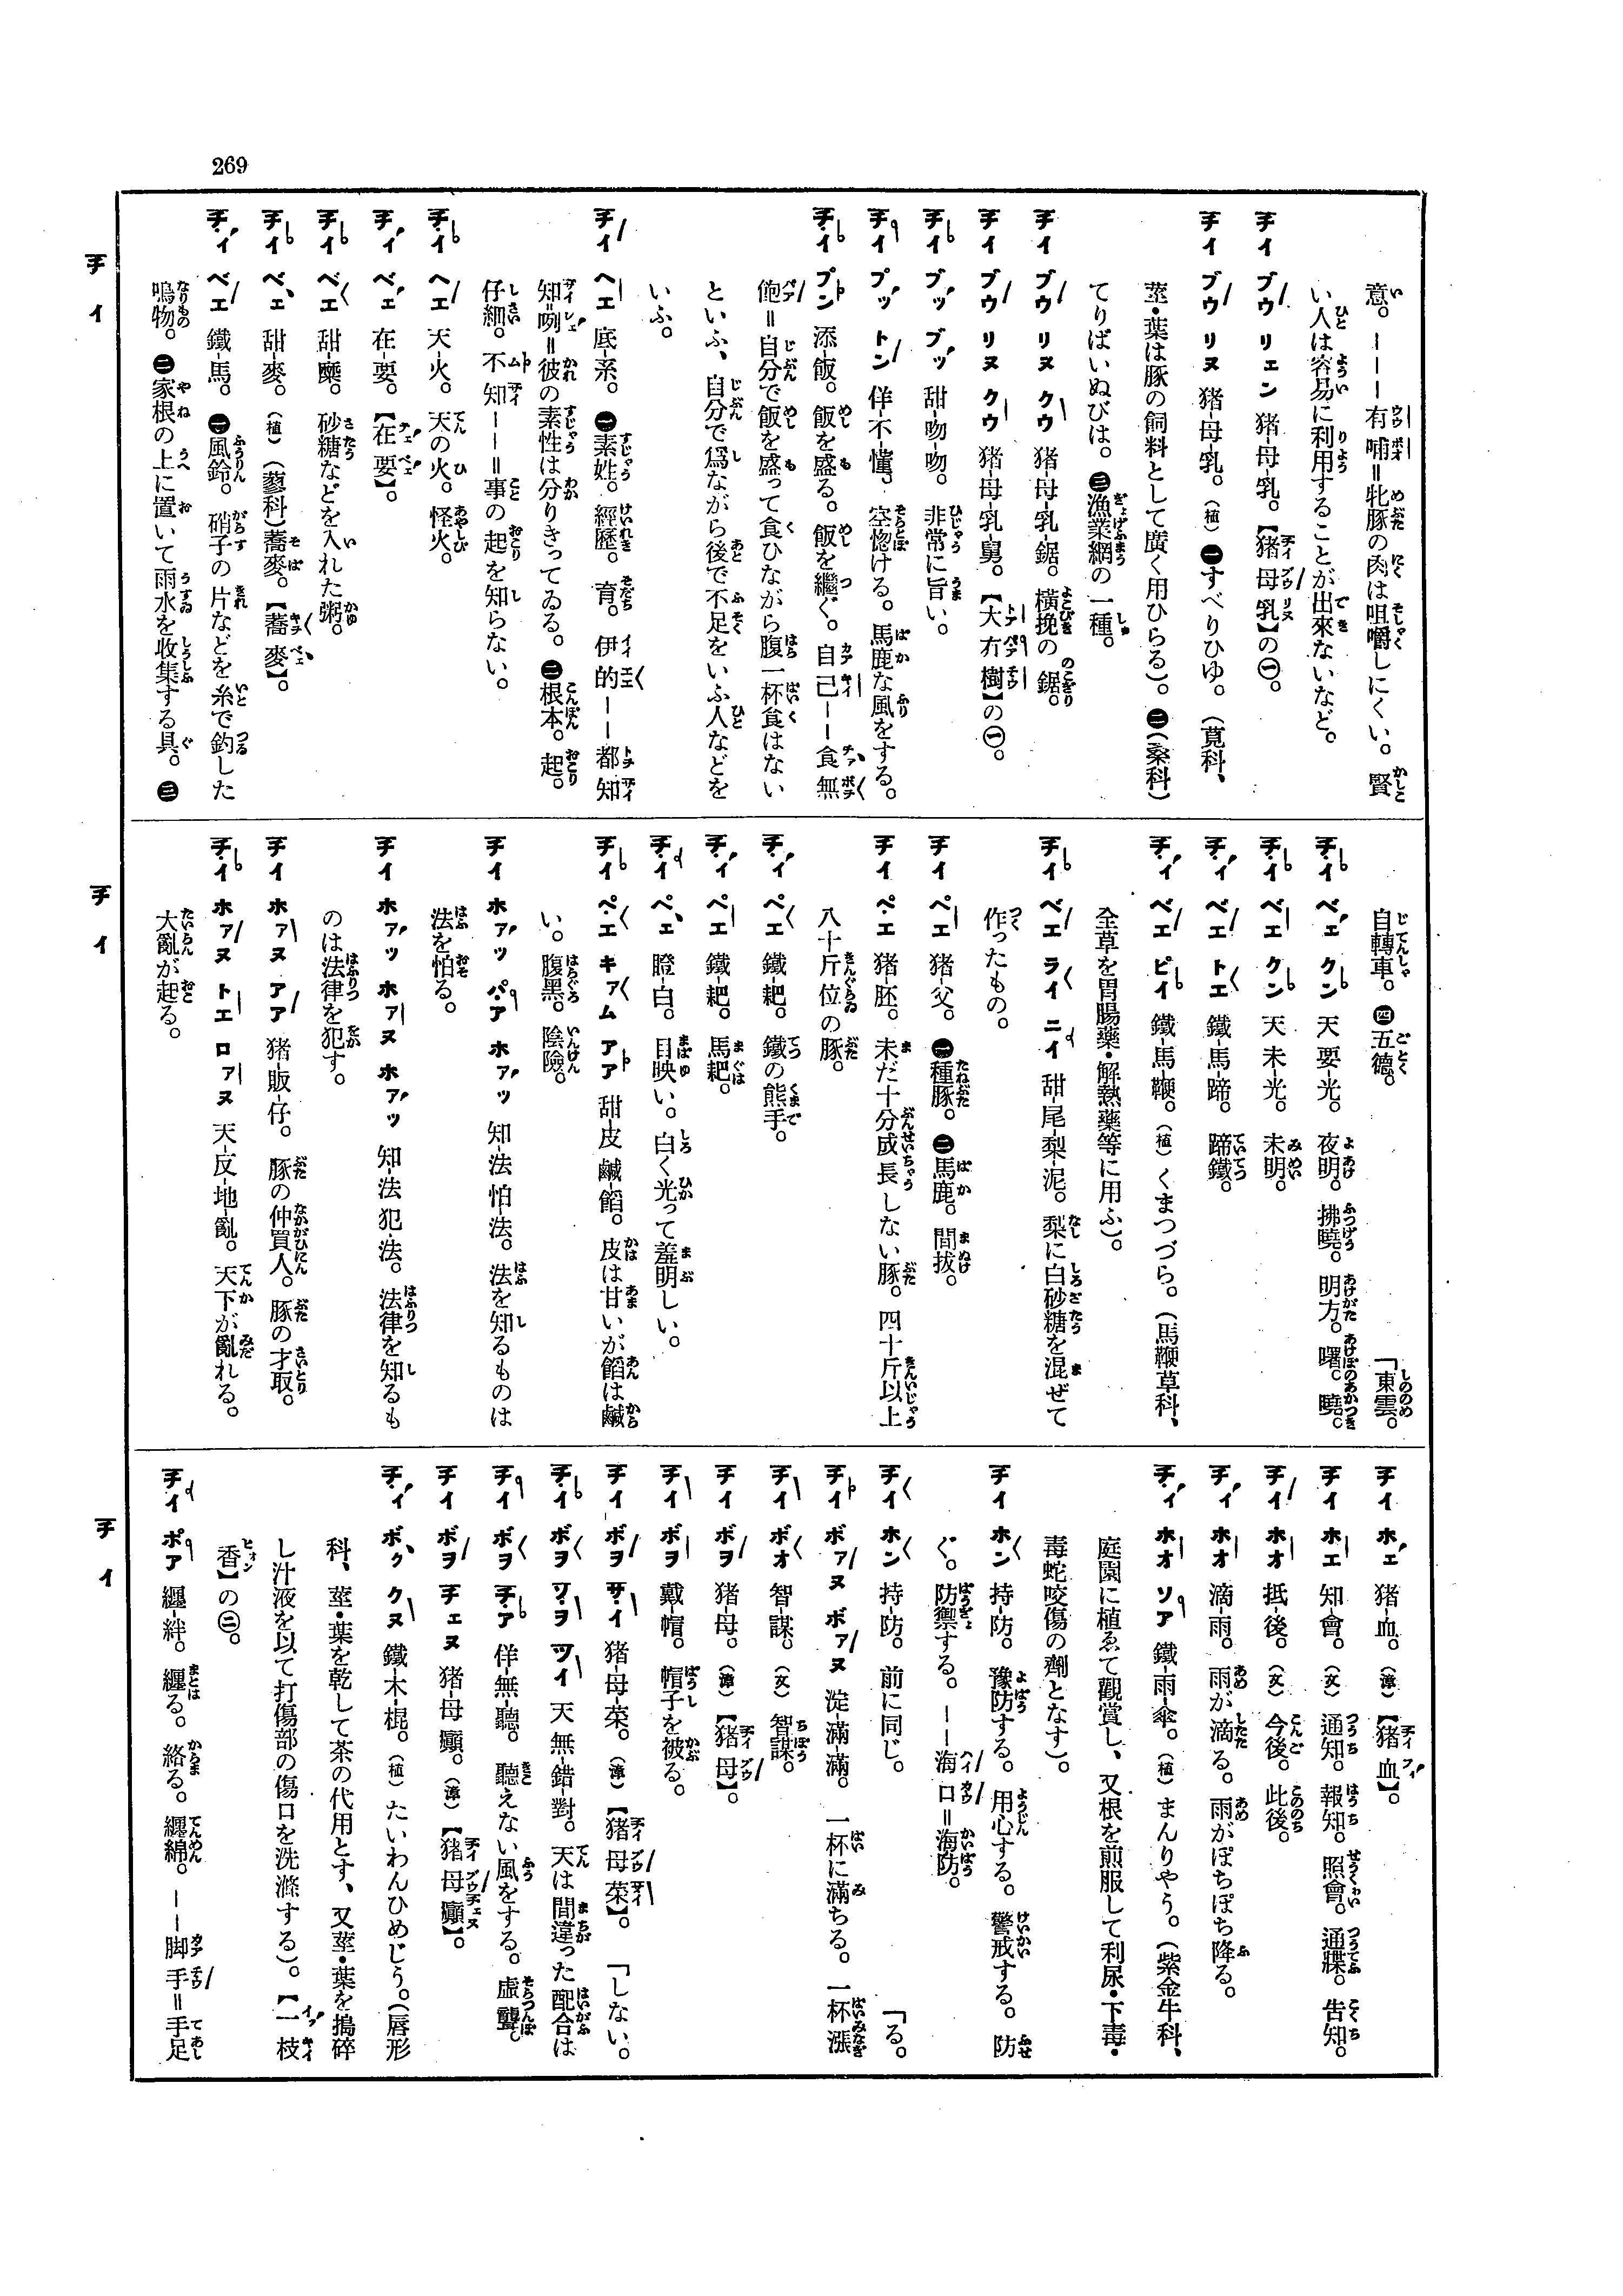 269
意。ーーー有哺＝牝豚の肉は咀嚼しにくい。賢
い人は容易に利用することが出來ないなど。
チイ ブウ リエン 猪-母-乳。【猪母乳】の㊀。
チイ ブウ リヌ 猪-母-乳。（植）㊀すべりひゆ。（莧科、
莖・葉は豚の飼料として廣く用ひらる）。㊁（桑科）
てりばいぬびは。㊂漁業網の一種。
チイ ブウ リヌ クウ 猪-母-乳-鋸。橫挽の鋸。
チイ ブウ リヌ クウ 猪-母-乳-舅。【大冇樹】の㊀。
チイ ブッ ブッ 甜-吻-吻。非常に旨い。
チイ プッ トン 佯-不-懂。空惚ける。馬鹿な風をする。
チイ プン 添-飯。飯を盛る。飯を繼ぐ。自己ーー食無
飽＝自分で飯を盛って食ひながら腹一杯食はない
といふ、自分で爲ながら後で不足をいふ人などを
いふ。
チイ ヘエ 底-系。㊀素姓。經歷。育。伊的ーー都知
知-咧＝彼の素性は分りきってゐる。㊁根本。起。
仔細。不知ーー＝事の起を知らない。
チイ ヘエ 天-火。天の火。怪火。
チイ ベエ 在-要。【在要】。
チイ ベエ 甜-糜。砂糖などを入れた粥。
チイ ベエ 甜-麥。（植）（蓼科）蕎麥。【蕎麥】。
チイ ベエ 鐵-馬。㊀風鈴。硝子の片などを糸で釣した
鳴物。㊁家根の上に置いて雨水を收集する具。㊂
チイ
自轉車。㊃五德。「東雲。
チイ ベエ クン 天 要-光。夜明。拂曉。明方。曙。曉。
チイ ベエ クン 天 未-光。未明。
チイ ベエ トエ 鐵-馬-蹄。蹄鐵。
チイ ベエ ピイ 鐵-馬-鞭。（植）くまつづら。（馬鞭草科、
全草を胃腸藥・解熱藥等に用ふ）。
チイ ベエ ライ ニイ 甜-尾-梨-泥。梨に白砂糖を混ぜて
作ったもの。
チイ ペエ 猪-父。㊀種豚。㊁馬鹿。間拔。
チイ ペエ 猪-胚。未だ十分成長しない豚。四十斤以上
八十斤位の豚。
チイ ペエ 鐵-耙。鐵の熊手。
チイ ペエ 鐵-耙。馬耙。
チイ ペエ 瞪-白。目映い。白く光って羞明しい。
チイ ペエ キアム アア 甜-皮 鹹-餡。皮は甘いが餡は鹹
い。腹黑。陰險。
チイ ホアッ パア ホアッ 知-法 怕-法。法を知るものは
法を怕る。
チイ ホアッ ホアヌ ホアッ 知-法 犯-法。法律を知るも
のは法律を犯す。
チイ ホアヌ アア 猪-販-仔。豚の仲買人。豚の才取。
チイ ホアヌ トエ ロアヌ 天-反-地-亂。天下が亂れる。
大亂が起る。
チイ
チイ ホエ 猪-血。（漳）【猪血】。
チイ ホエ 知-會。（文）通知。報知。照會。通牒。告知。
チイ ホオ 抵-後。（文）今後。此後。
チイ ホオ 滴-雨。雨が滴る。雨がぽちぽち降る。
チイ ホオ ソア 鐵-雨-傘。（植）まんりやう。（紫金牛科、
庭園に植ゑて觀賞し、又根を煎服して利尿・下毒・
毒蛇咬傷の劑となす）。
チイ ホン 持-防。豫防する。用心する。警戒する。防
ぐ。防禦する。ーー海口＝海防。
チイ ホン 持-防。前に同じ。「る。
チイ ボアヌ ボアヌ 淀-滿-滿。一杯に滿ちる。一杯漲
チイ ボオ 智-謀。（文）智謀。
チイ ボヲ 猪-母。（漳）【猪母】。
チイ ボヲ 戴-帽。帽子を被る。
チイ ボヲ サイ 猪-母-菜。（漳）【猪母菜】。「しない。
チイ ボヲ ツヲ ツイ 天 無-錯-對。天は間違った配合は
チイ ボヲ チア 佯-無-聽。聽えない風をする。虛聾。
チイ ボヲ チエヌ 猪-母 癲。（漳）【猪母癲】。
チイ ボク クヌ 鐵-木-棍。（植）たいわんひめじう。（唇形
科、莖・葉を乾して茶の代用とす、又莖・葉を搗碎
し汁液を以て打傷部の傷口を洗滌する）。【一枝
香】の㊁。
チイ ボア 纏-絆。纏る。絡る。纏綿。ーー脚手＝手足
チイ